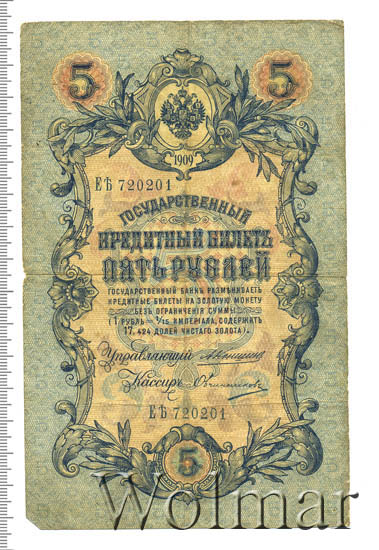 5 5
1909
ЕЪ 720201
ГОСУДАРСТВЕННЫЙ
КРЕДИТНЫЙ БИЛЕТЪ
ПЯТЬ РУБЛЕЙ
ГОСУДАРСТВЕННЫЙ БАНКЪ РАЗМѢНИВАЕТЪ
КРЕДИТНЫЕ БИЛЕТЫ НА ЗОЛОТУЮ МОНЕТУ
БЕЗЪ ОГРАНИЧЕНІЯ СУММЫ
(1 РУБЛЬ = 1/15 ИМПЕРІАЛА, СОДЕРЖИТЪ
17,424 ДОЛЕЙ ЧИСТАГО ЗОЛОТА).
Управляющій А. Коншинъ
Кассиръ Овчинниковъ
ЕЪ 720201
5
Wolmar